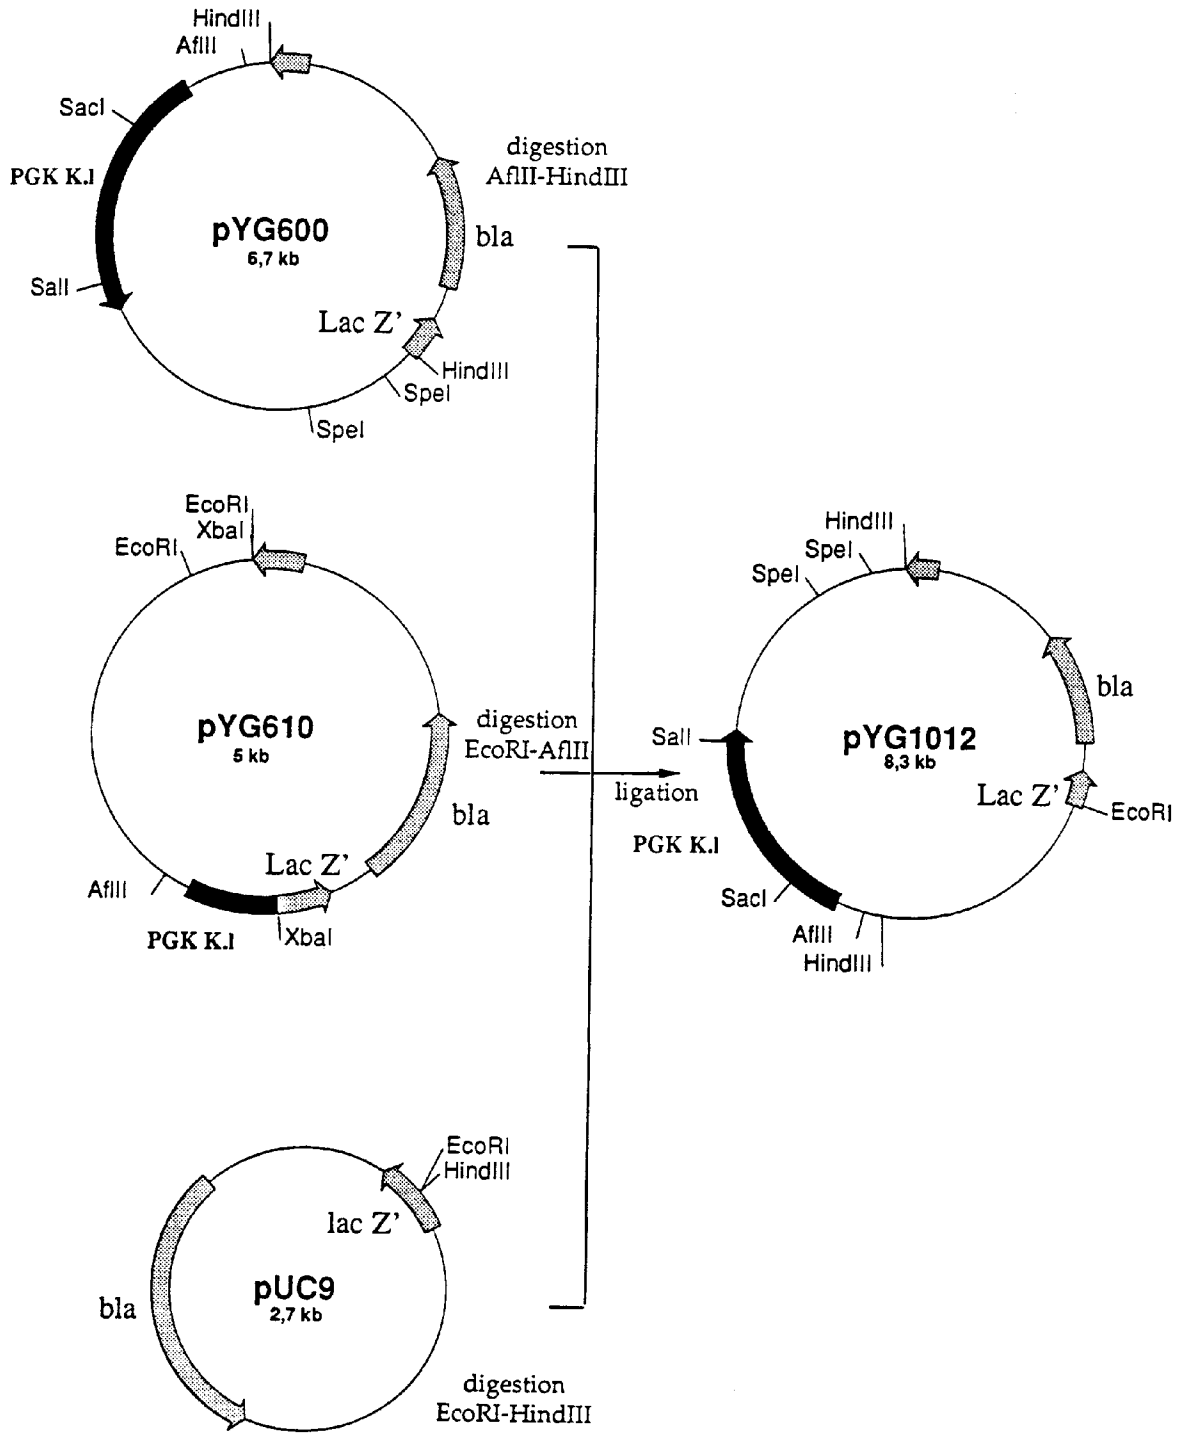 HindIII
AflII
SacI
PGK K.l
SalI
pYG600
6,7 kb
bla
Lac Z'
HindIII
SpeI
SpeI
digestion
AflII-HindIII
EcoRI
XbaI
EcoRI
pYG610
5 kb
bla
Lac Z'
AflII
PGK K.l
XbaI
digestion
EcoRI-AflII
ligation
HindIII
SpeI
SpeI
bla
SalI
pYG1012
8,3 kb
Lac Z'
EcoRI
PGK K.l
SacI
AflII
HindIII
EcoRI
HindIII
lac Z'
pUC9
2,7 kb
bla
digestion
EcoRI-HindIII